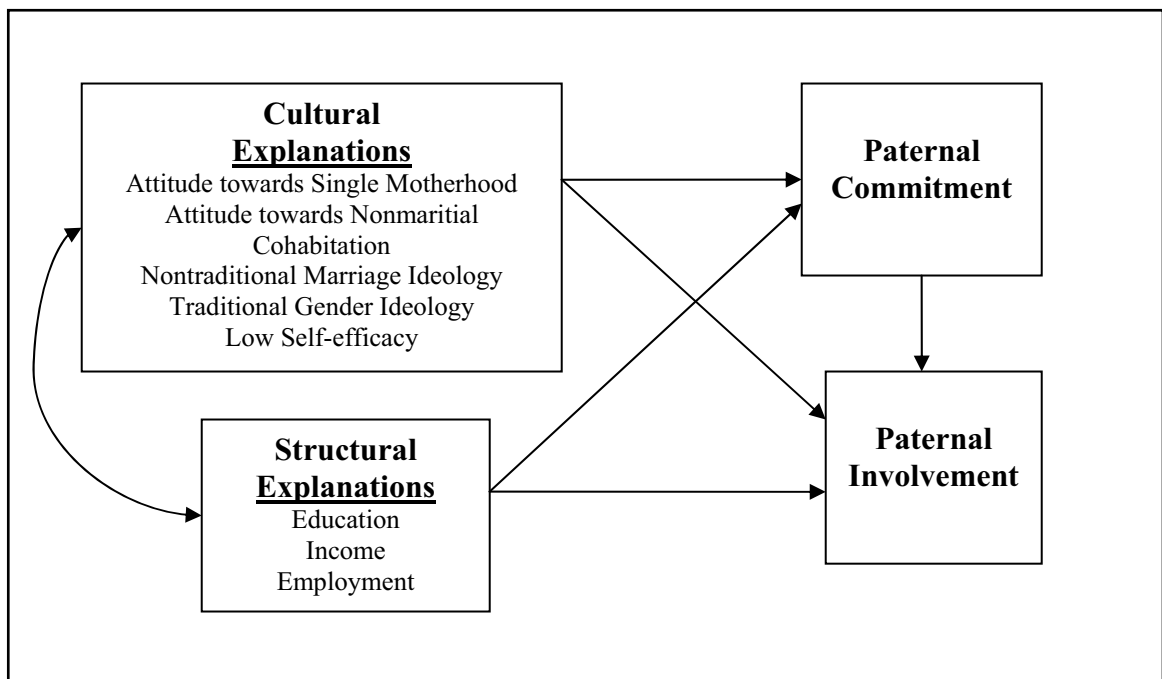 Cultural
Explanations
Attitude towards Single Motherhood
Attitude towards Nonmaritial
Cohabitation
Nontraditional Marriage Ideology
Traditional Gender Ideology
Low Self-efficacy
Structural
Explanations
Education
Income
Employment
Paternal
Commitment
Paternal
Involvement